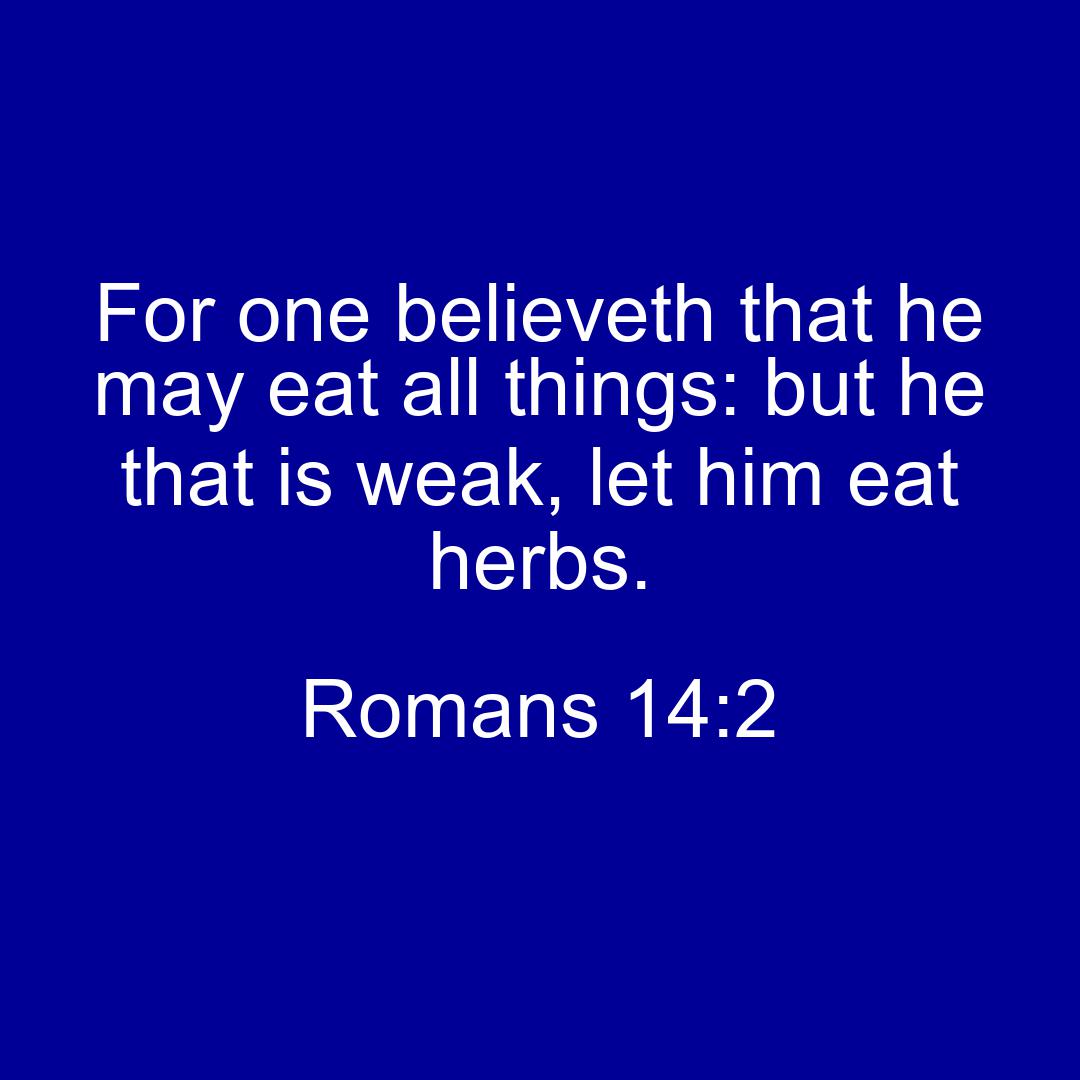 For one believeth that he
may eat all things: but he
that is weak, let him eat
herbs.
Romans 14:2